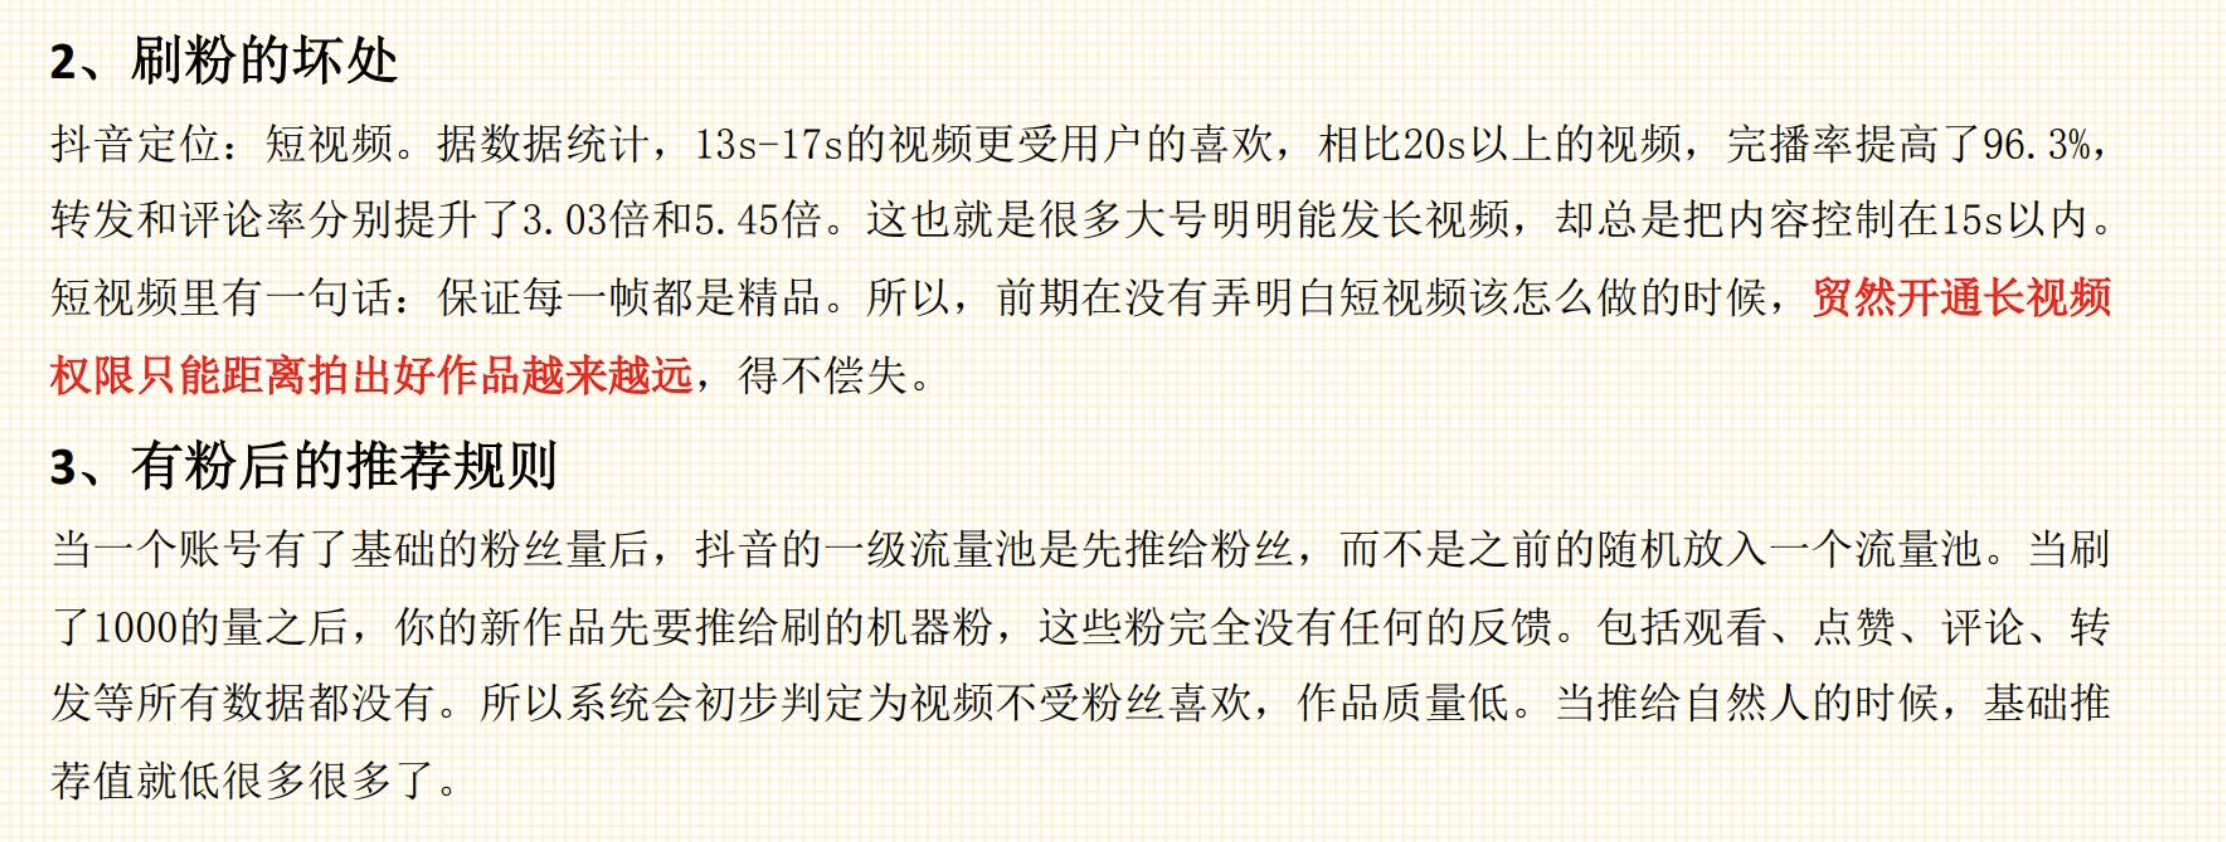 2、刷粉的坏处
抖音定位：短视频。据数据统计，13s-17s的视频更受用户的喜欢，相比20s以上的视频，完播率提高了96.3%，
转发和评论率分别提升了3.03倍和5.45倍。这也就是很多大号明明能发长视频，却总是把内容控制在15s以内。
短视频里有一句话：保证每一帧都是精品。所以，前期在没有弄明白短视频该怎么做的时候，贸然开通长视频
权限只能距离拍出好作品越来越远，得不偿失。
3、有粉后的推荐规则
当一个账号有了基础的粉丝量后，抖音的一级流量池是先推给粉丝，而不是之前的随机放入一个流量池。当刷
了1000的量之后，你的新作品先要推给刷的机器粉，这些粉完全没有任何的反馈。包括观看、点赞、评论、转
发等所有数据都没有。所以系统会初步判定为视频不受粉丝喜欢，作品质量低。当推给自然人的时候，基础推
荐值就低很多很多了。